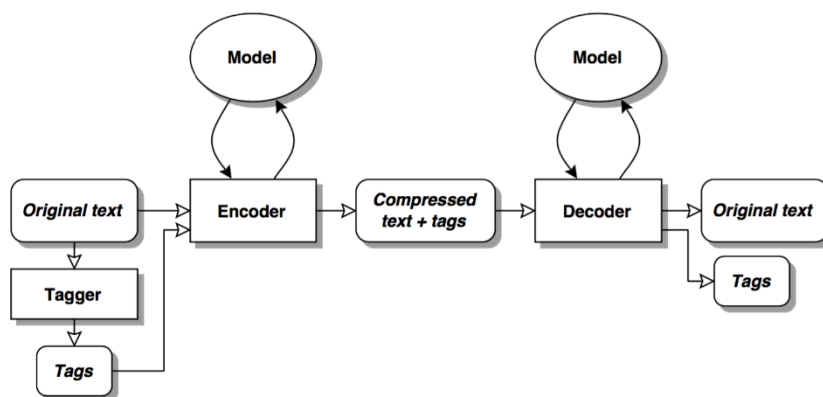 Model
Model
Original text
Encoder
Compressed
text + tags
Decoder
Original text
Tagger
Tags
Tags